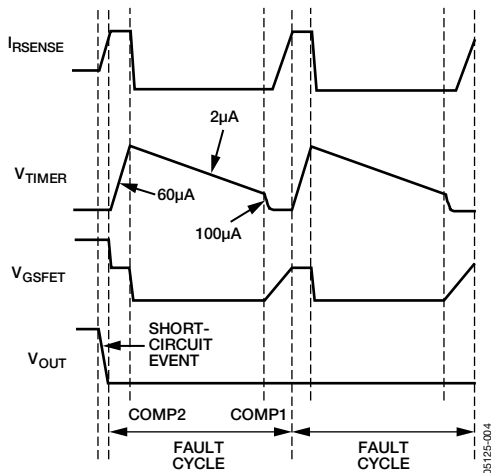 IRSENSE
2µA
VTIMER
60µA
100µA
VGSFET
SHORT-
CIRCUIT
EVENT
VOUT
COMP2 COMP1
FAULT
CYCLE
FAULT
CYCLE
05125-004